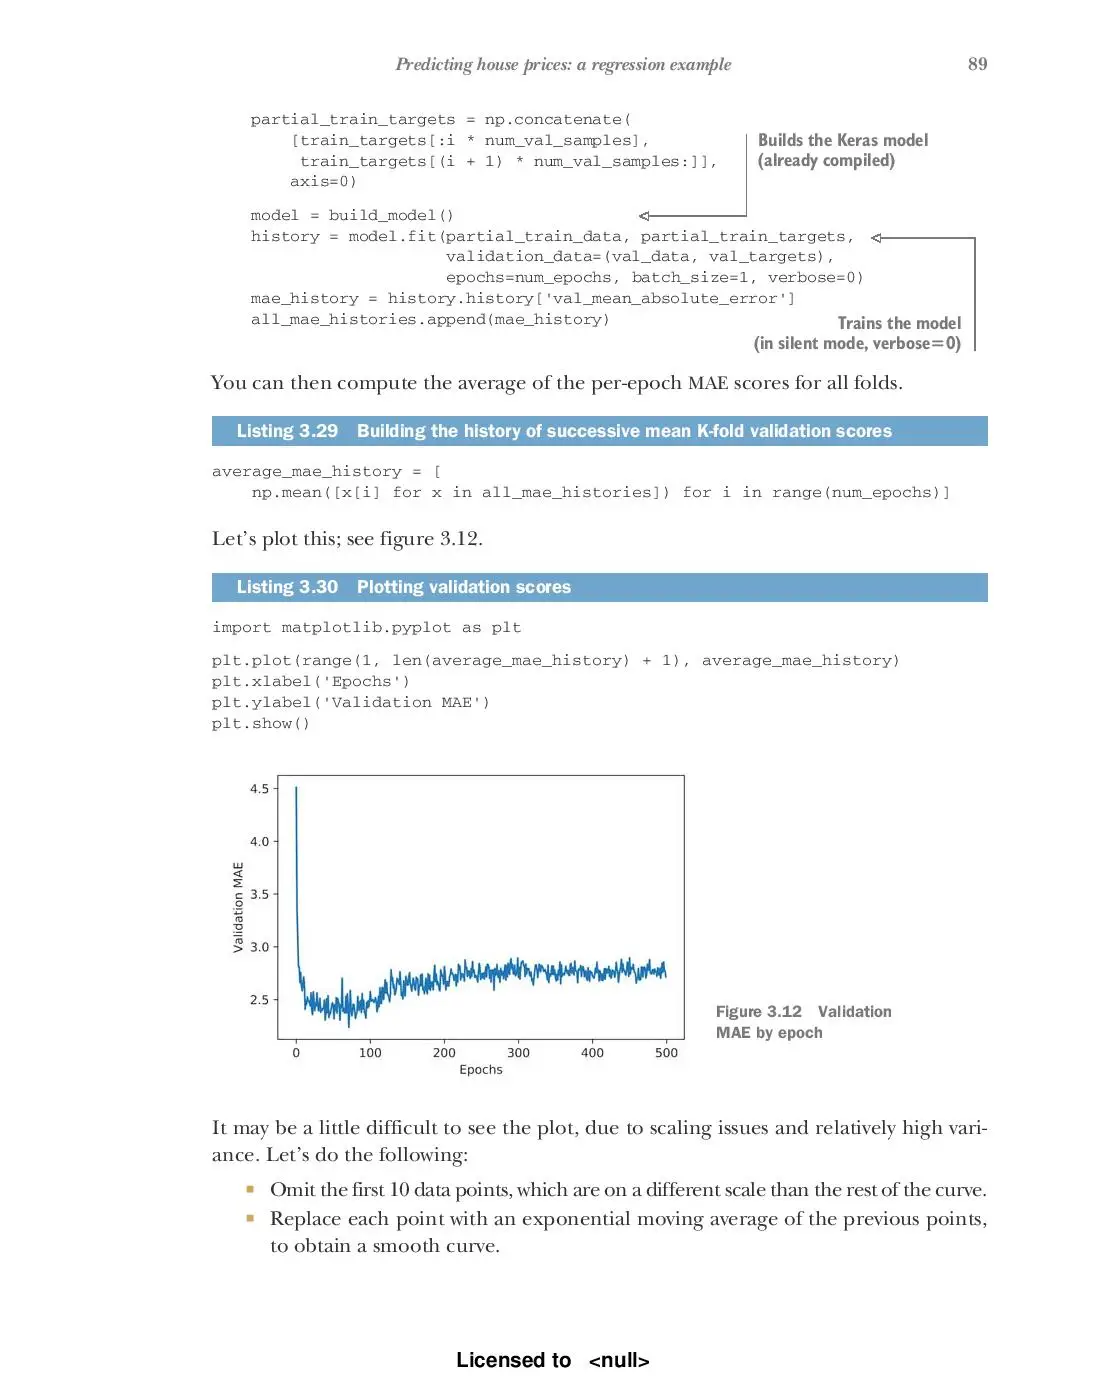 Predicting house prices: a regression example 89
partial_train_targets = np.concatenate(
[train_targets[:i * num_val_samples],
train_targets[(i + 1) * num_val_samples:]],
axis=0)
Builds the Keras model
(already compiled)
model = build_model()
history = model.fit(partial_train_data, partial_train_targets,
validation_data=(val_data, val_targets),
epochs=num_epochs, batch_size=1, verbose=0)
mae_history = history.history['val_mean_absolute_error']
all_mae_histories.append(mae_history)
Trains the model
(in silent mode, verbose=0)
You can then compute the average of the per-epoch MAE scores for all folds.
Listing 3.29 Building the history of successive mean K-fold validation scores
average_mae_history = [
np.mean([x[i] for x in all_mae_histories]) for i in range(num_epochs)]
Let's plot this; see figure 3.12.
Listing 3.30 Plotting validation scores
import matplotlib.pyplot as plt
plt.plot(range(1, len(average_mae_history) + 1), average_mae_history)
plt.xlabel('Epochs')
plt.ylabel('Validation MAE')
plt.show()
4.5
4.0
3.5
3.0
2.5
Validation MAE
0 100 200 300 400 500
Epochs
Figure 3.12 Validation
MAE by epoch
It may be a little difficult to see the plot, due to scaling issues and relatively high vari-
ance. Let's do the following:
■ Omit the first 10 data points, which are on a different scale than the rest of the curve.
■ Replace each point with an exponential moving average of the previous points,
to obtain a smooth curve.
Licensed to <null>